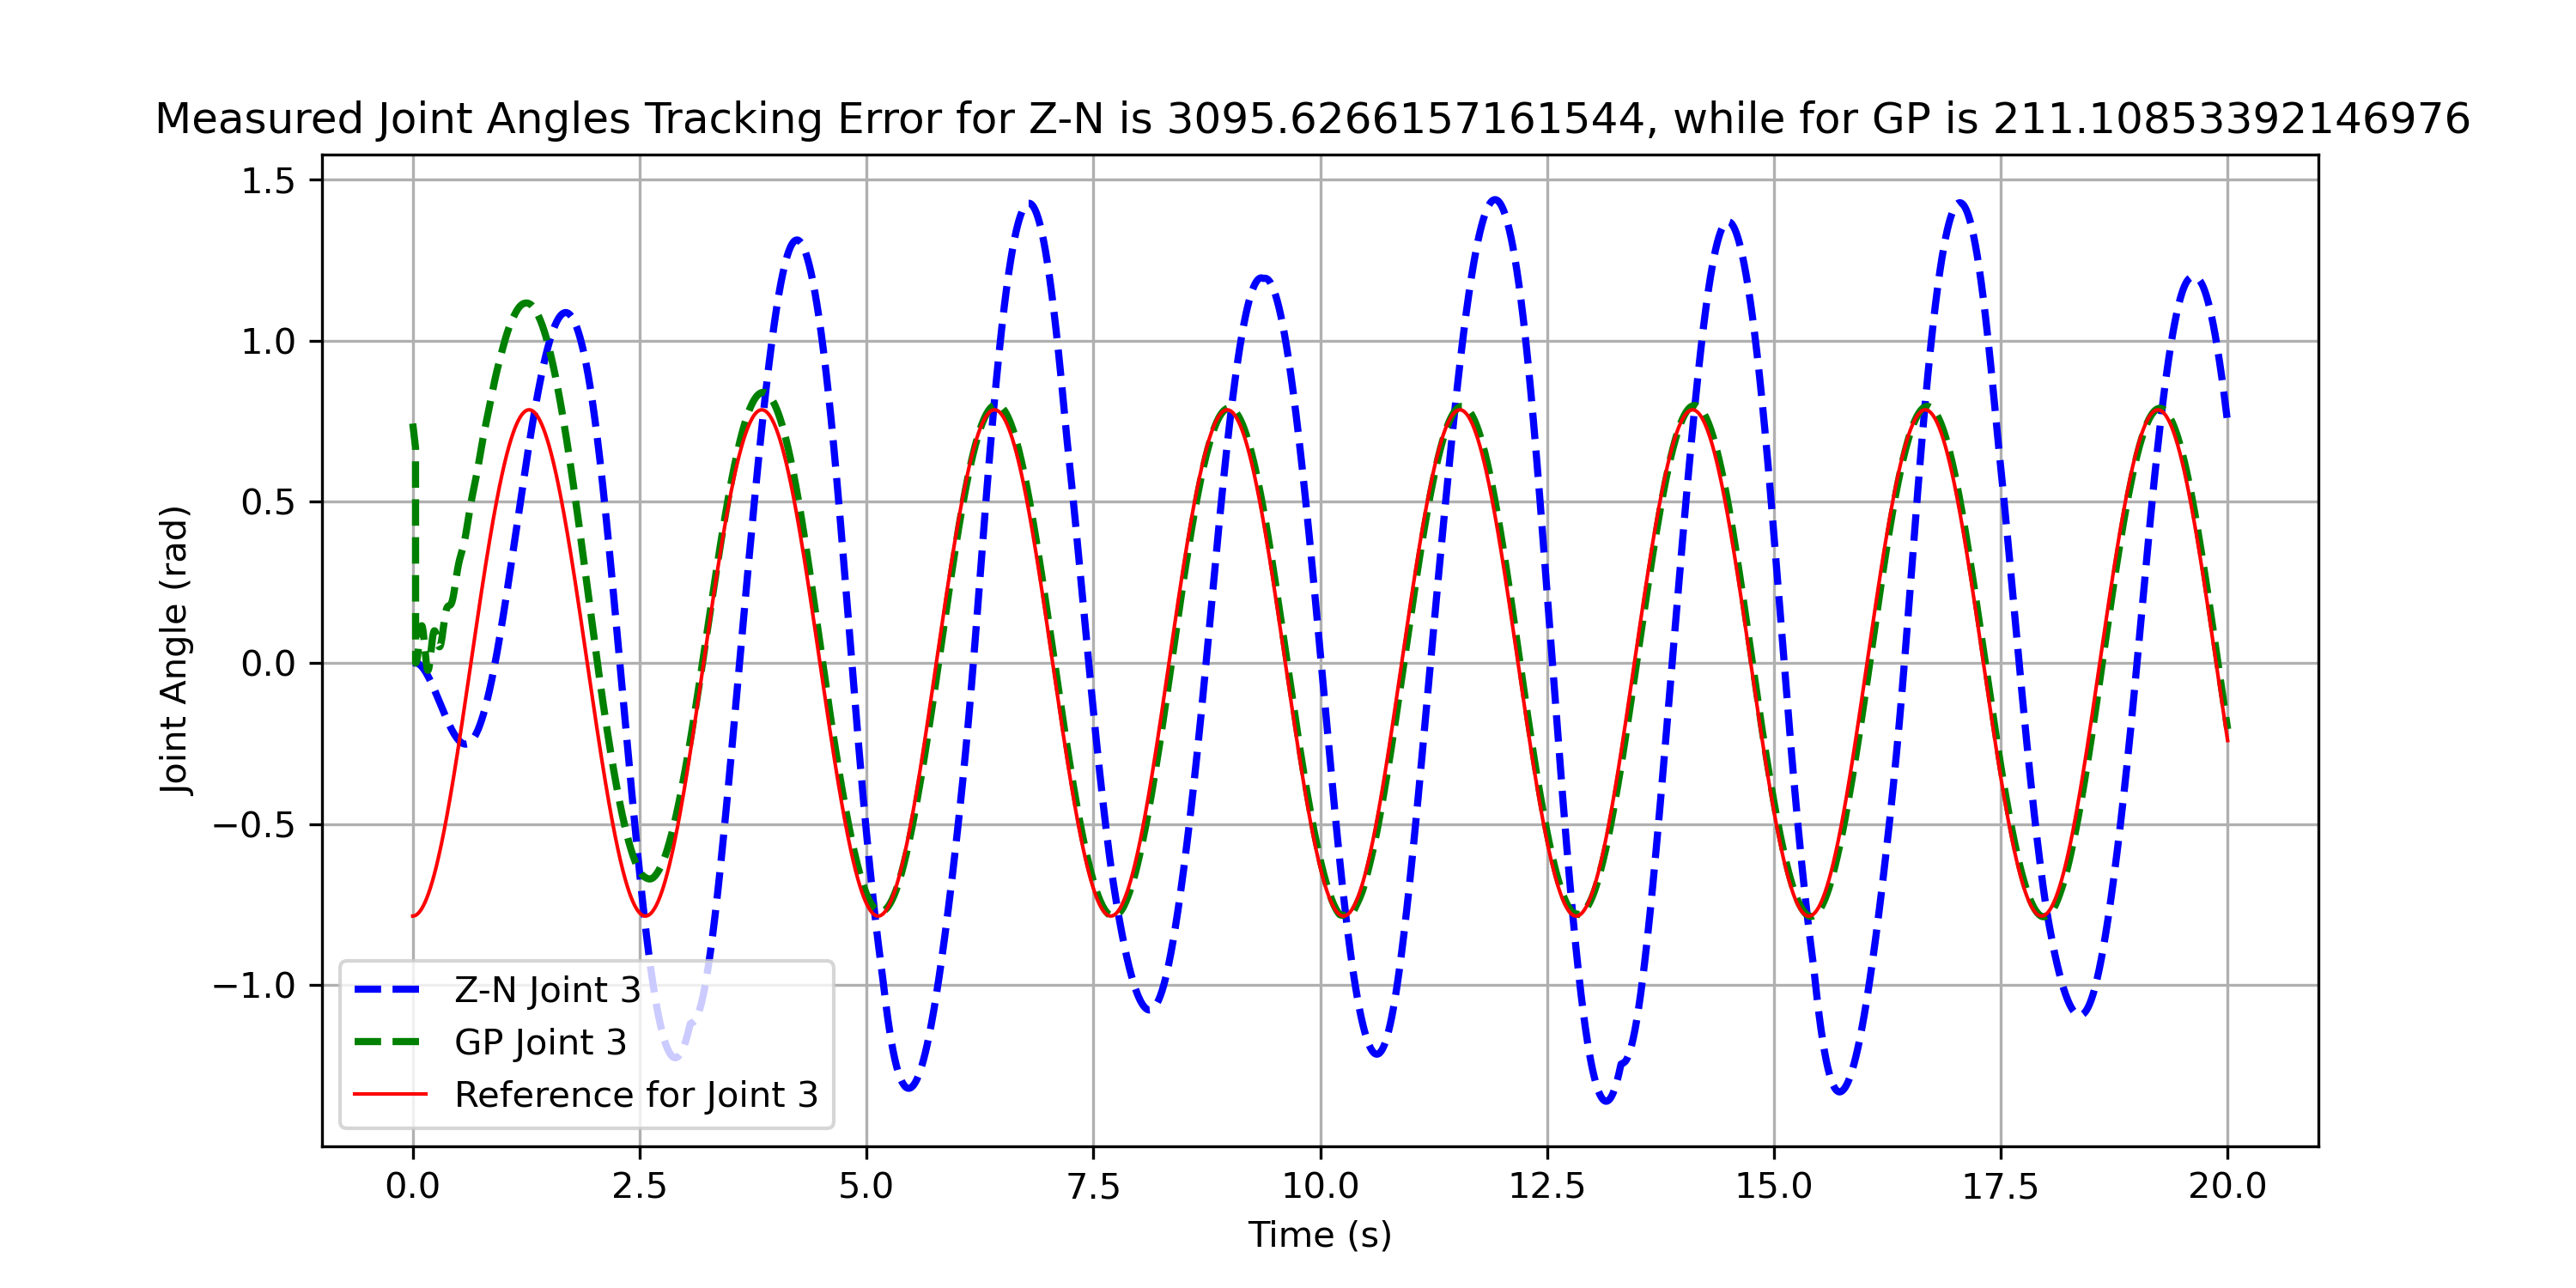 Measured Joint Angles Tracking Error for Z-N is 3095.6266157161544, while for GP is 211.10853392146976
1.5
1.0
0.5
0.0
−0.5
−1.0
Joint Angle (rad)
Z-N Joint 3
GP Joint 3
Reference for Joint 3
0.0 2.5 5.0 7.5 10.0 12.5 15.0 17.5 20.0
Time (s)